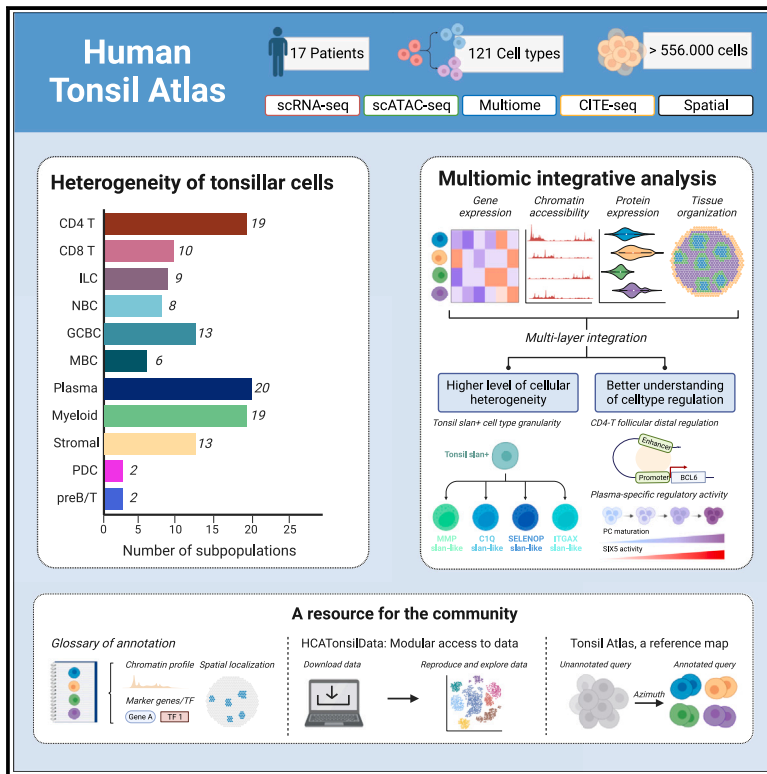 Human
Tonsil Atlas
17 Patients
121 Cell types
> 556.000 cells
scRNA-seq
scATAC-seq
Multiome
CITE-seq
Spatial
Heterogeneity of tonsillar cells
CD4 T
19
CD8 T
10
ILC
9
NBC
8
GCBC
13
MBC
6
Plasma
20
Myeloid
19
Stromal
13
PDC
2
preB/T
2
0 5 10 15 20 25
Number of subpopulations
Multiomic integrative analysis
Gene
expression
Chromatin
accessibility
Protein
expression
Tissue
organization
Multi-layer integration
Higher level of cellular
heterogeneity
Better understanding
of celltype regulation
Tonsil slan+ cell type granularity
Tonsil slan+
MMP
slan-like
C1Q
slan-like
SELENOP
slan-like
ITGAX
slan-like
CD4-T follicular distal regulation
Enhancer
Promoter
BCL6
Plasma-specific regulatory activity
PC maturation
SIX5 activity
A resource for the community
Glossary of annotation
Chromatin profile
Spatial localization
Marker genes/TF
Gene A
TF 1
HCATonsilData: Modular access to data
Download data
Reproduce and explore data
Tonsil Atlas, a reference map
Unannotated query
Annotated query
Azimuth